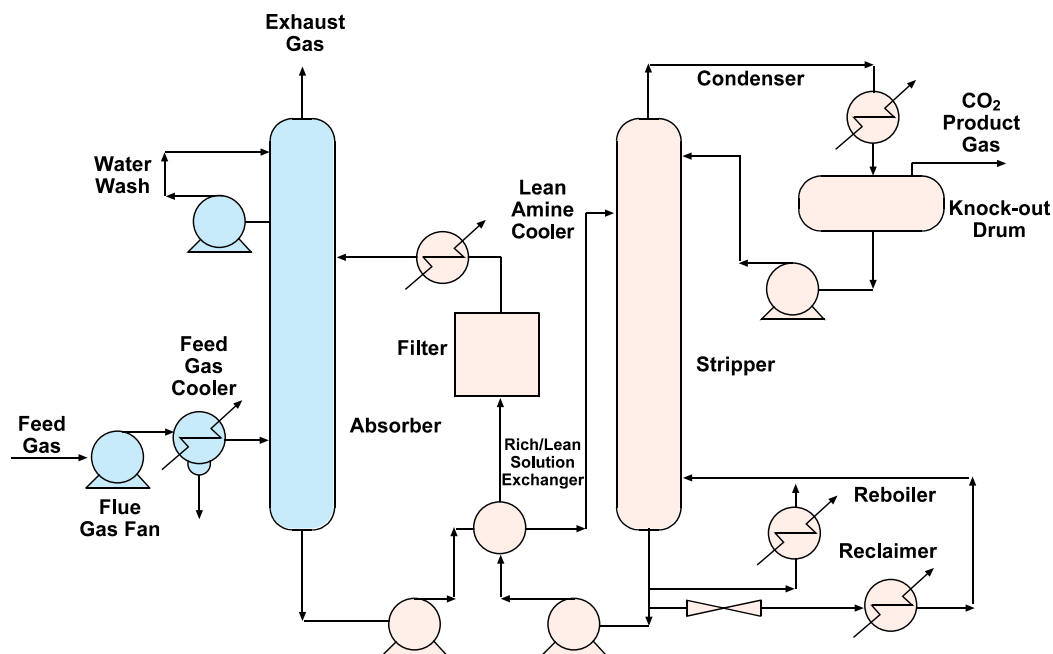 Exhaust
Gas
Condenser
CO₂
Product
Gas
Water
Wash
Lean
Amine
Cooler
Knock-out
Drum
Feed
Gas
Cooler
Filter
Stripper
Absorber
Feed
Gas
Rich/Lean
Solution
Exchanger
Flue
Gas Fan
Reboiler
Reclaimer